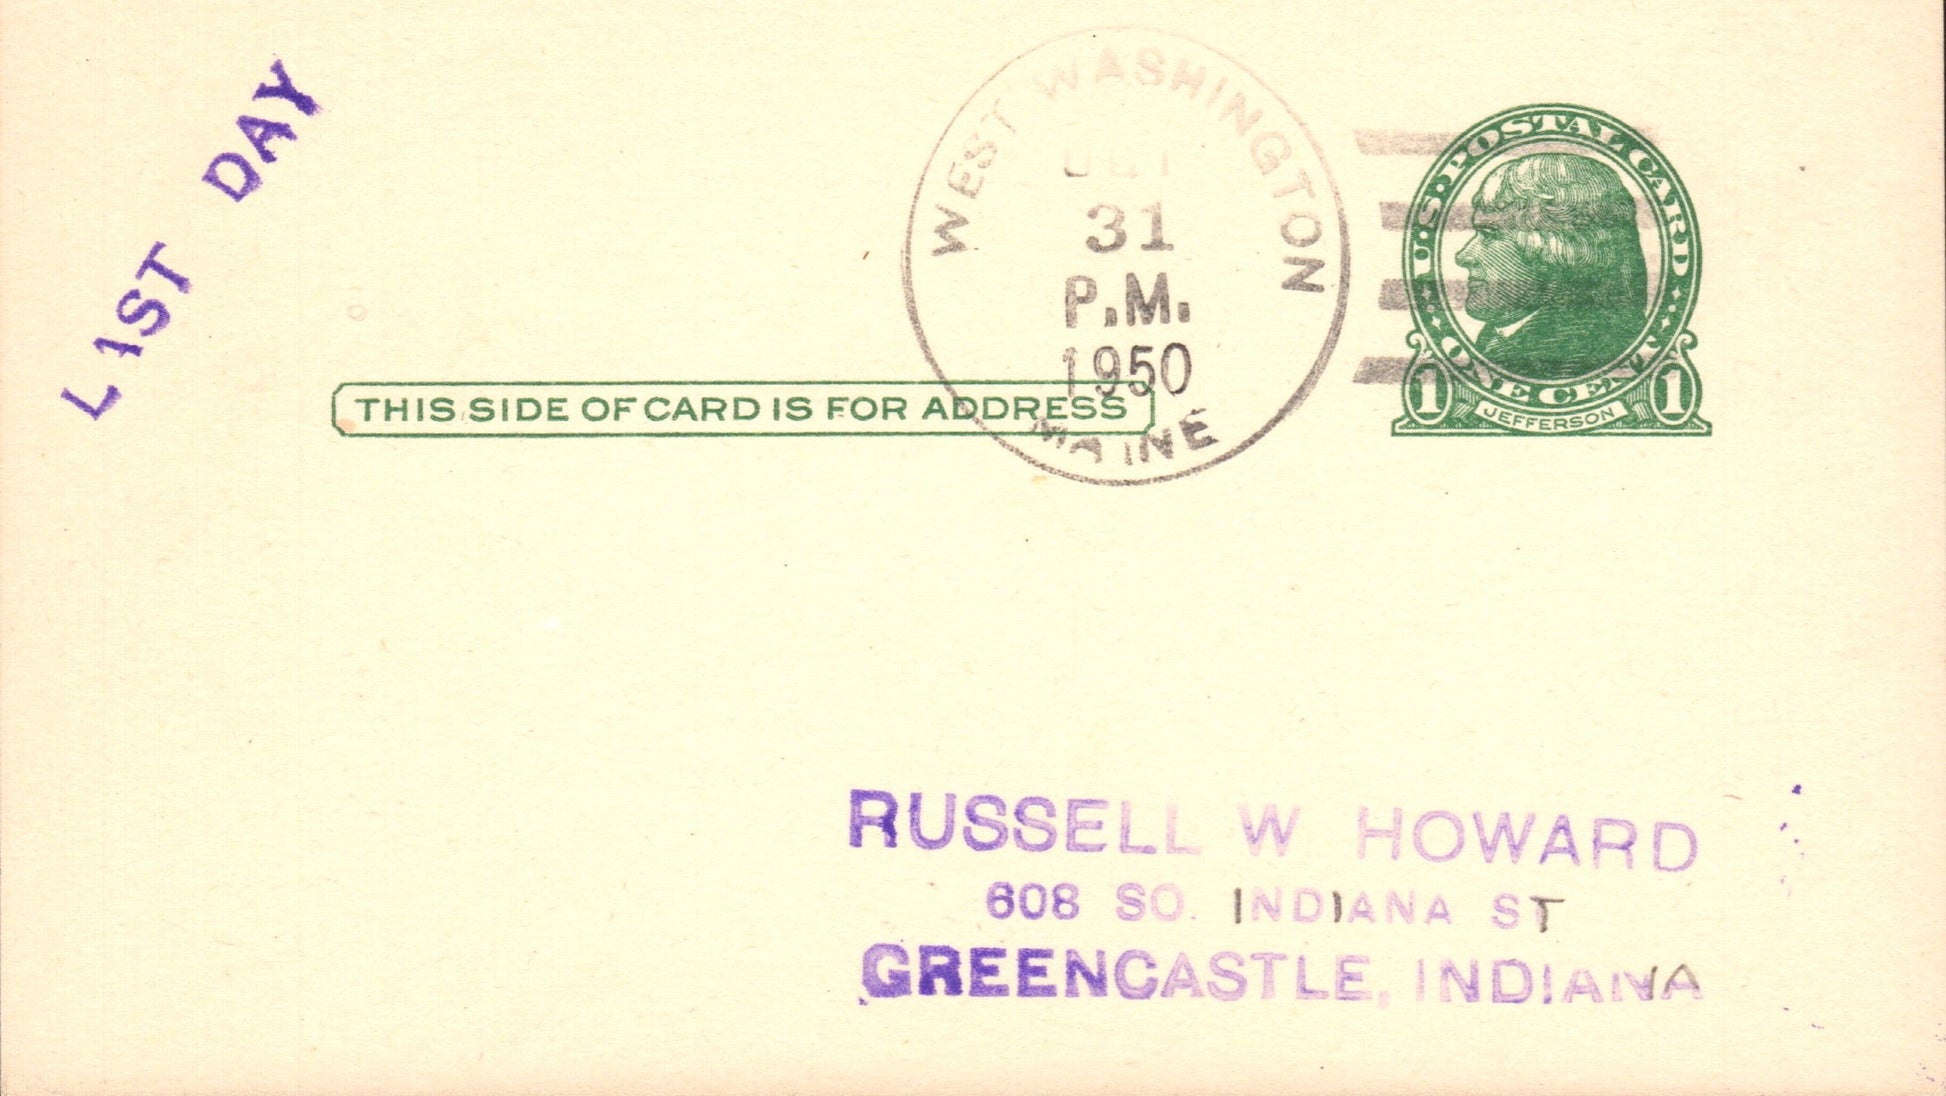 LAST DAY
WEST WASHINGTON
OCT
31
P.M.
1950
MAINE
U.S. POSTAL CARD
ONE CENT
1 JEFFERSON 1
THIS SIDE OF CARD IS FOR ADDRESS
RUSSELL W HOWARD
608 SO. INDIANA ST
GREENCASTLE, INDIANA